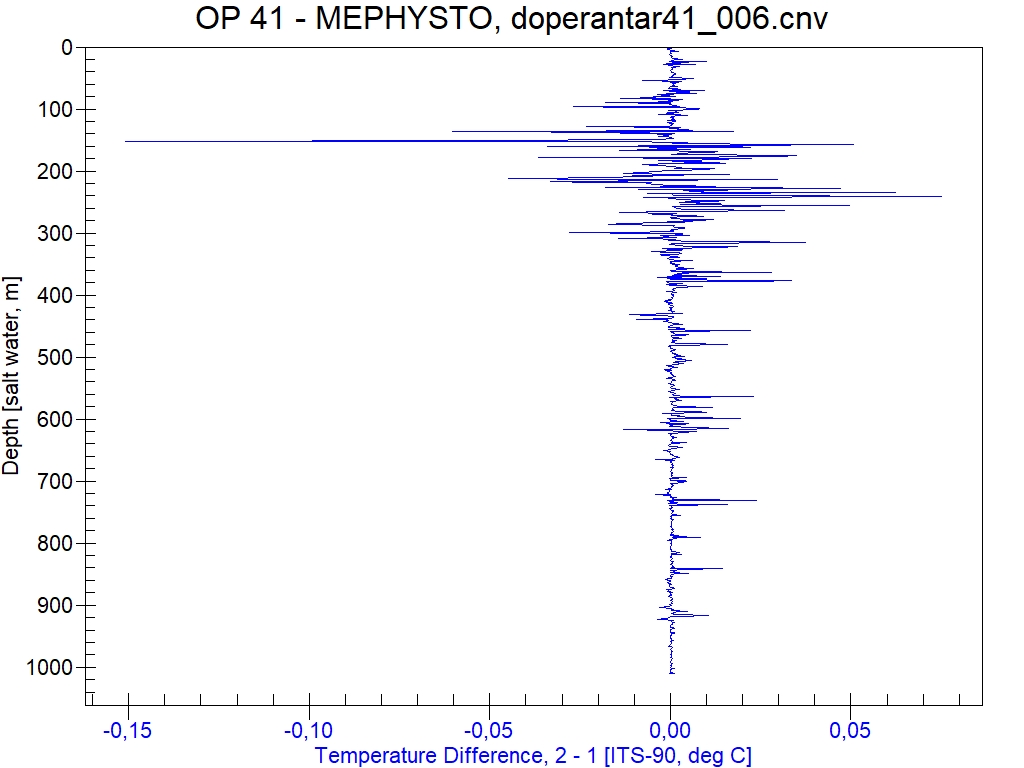 OP 41 - MEPHYSTO, doperantar41_006.cnv
0
100
200
300
400
500
600
700
800
900
1000
Depth [salt water, m]
-0,15 -0,10 -0,05 0,00 0,05
Temperature Difference, 2 - 1 [ITS-90, deg C]